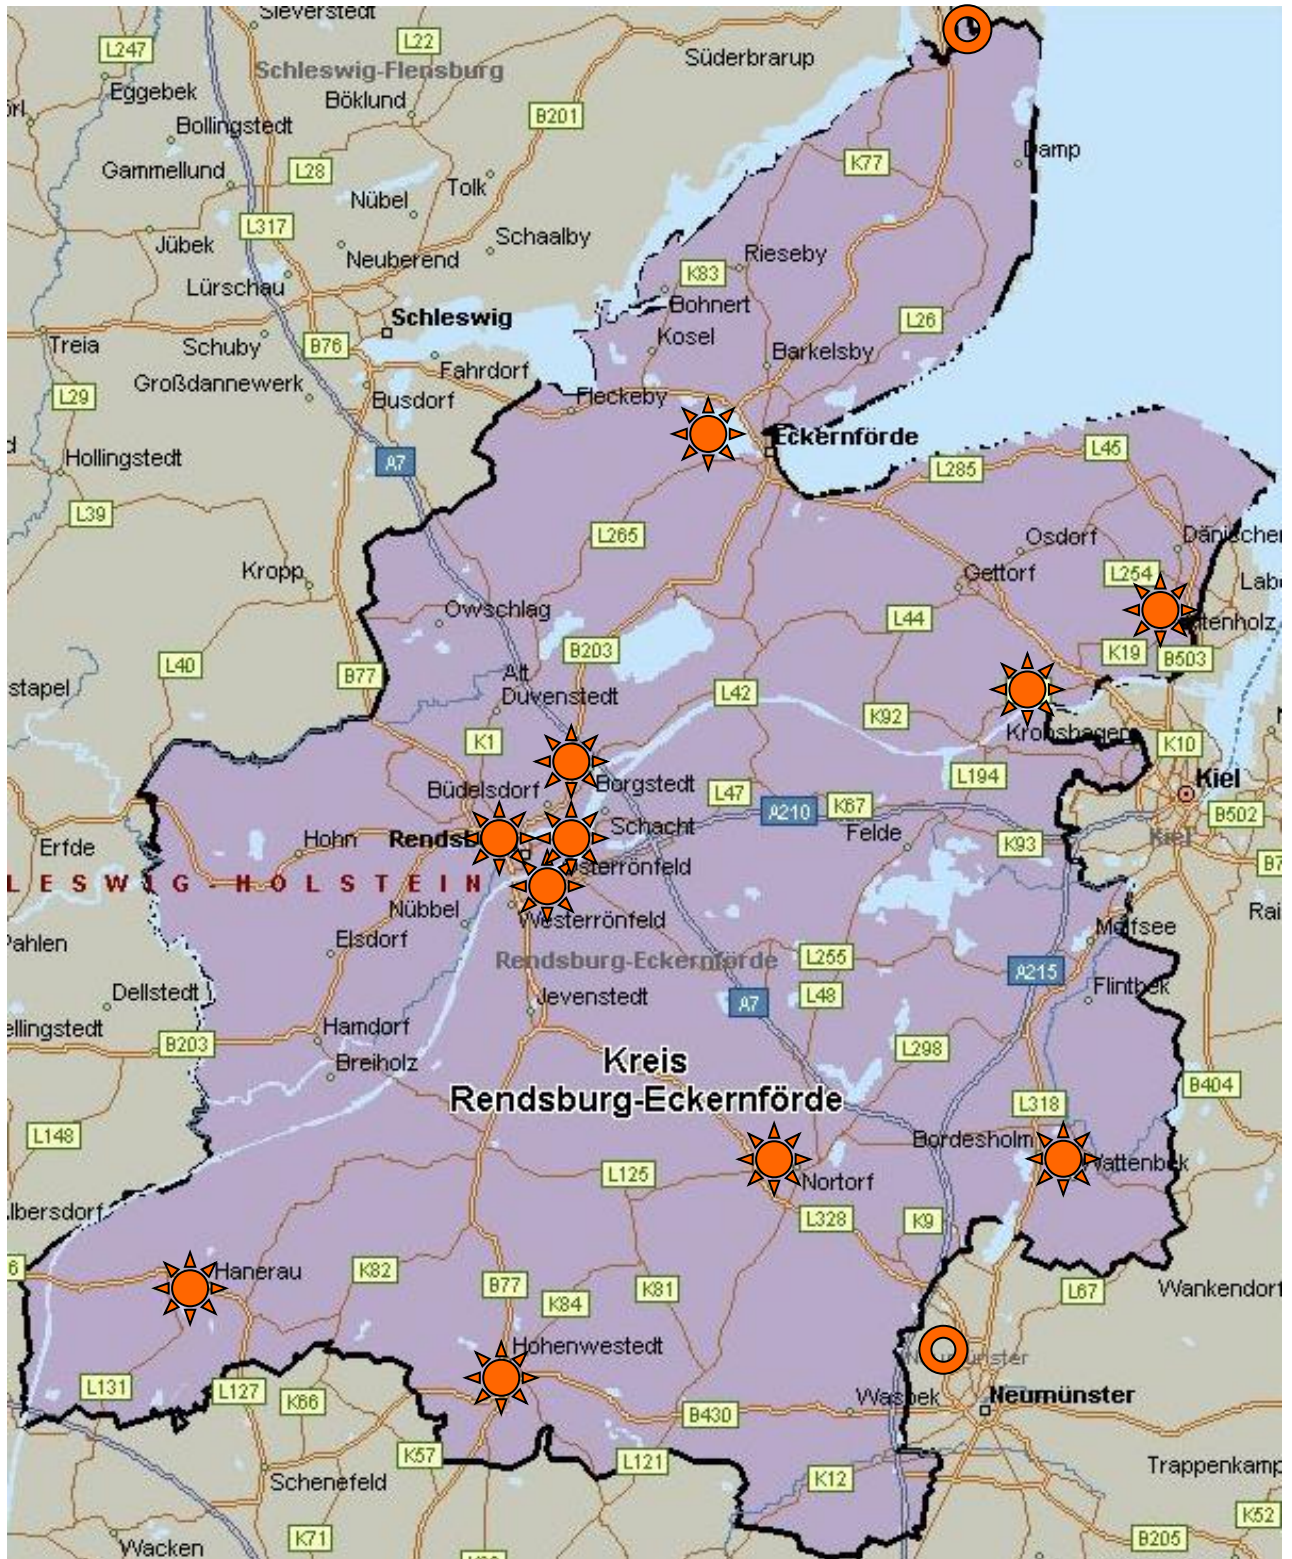 Sieverstedt
L22
L247
Süderbrarup
Schleswig-Flensburg
Eggebek
Böklund
B201
Bollingstedt
Damp
K77
Gammellund
L28
Tolk
Nübel
L317
Schaalby
Jübek
Neuberend
Rieseby
K83
Lürschau
Bohnert
Schleswig
L26
Treia
Schuby
B76
Kosel
Barkelsby
Fahrdorf
Großdannewerk
L29
Busdorf
Fleckeby
Eckernförde
L45
Hollingstedt
A7
L285
L39
L265
Osdorf
Kropp
Gettorf
L254
Owschlag
L44
B203
K19
B503
L40
B77
Alt
Duvenstedt
L42
K92
K1
Kronshagen
K10
L194
Kiel
Büdelsdorf
Borgstedt
L47
A210
K67
B502
Schacht
Felde
Erfde
Hohn
K93
Kiel
L E S W I G - H O L S T E I N
Nübbel
Westerrönfeld
Elsdorf
Molfsee
Rendsburg-Eckernförde
L255
A215
Dellstedt
Jevenstedt
A7
L48
Flintbek
Hamdorf
B203
L298
Breiholz
Kreis
Rendsburg-Eckernförde
B404
L148
L318
Bordesholm
Wattenbek
L125
Nortorf
L328
K9
Hanerau
K82
B77
K81
K84
L67
Wankendorf
Hohenwestedt
L131
L127
K66
Wasbek
Neumünster
B430
K57
L121
K12
Trappenkamp
Schenefeld
K52
K71
B205
Wacken